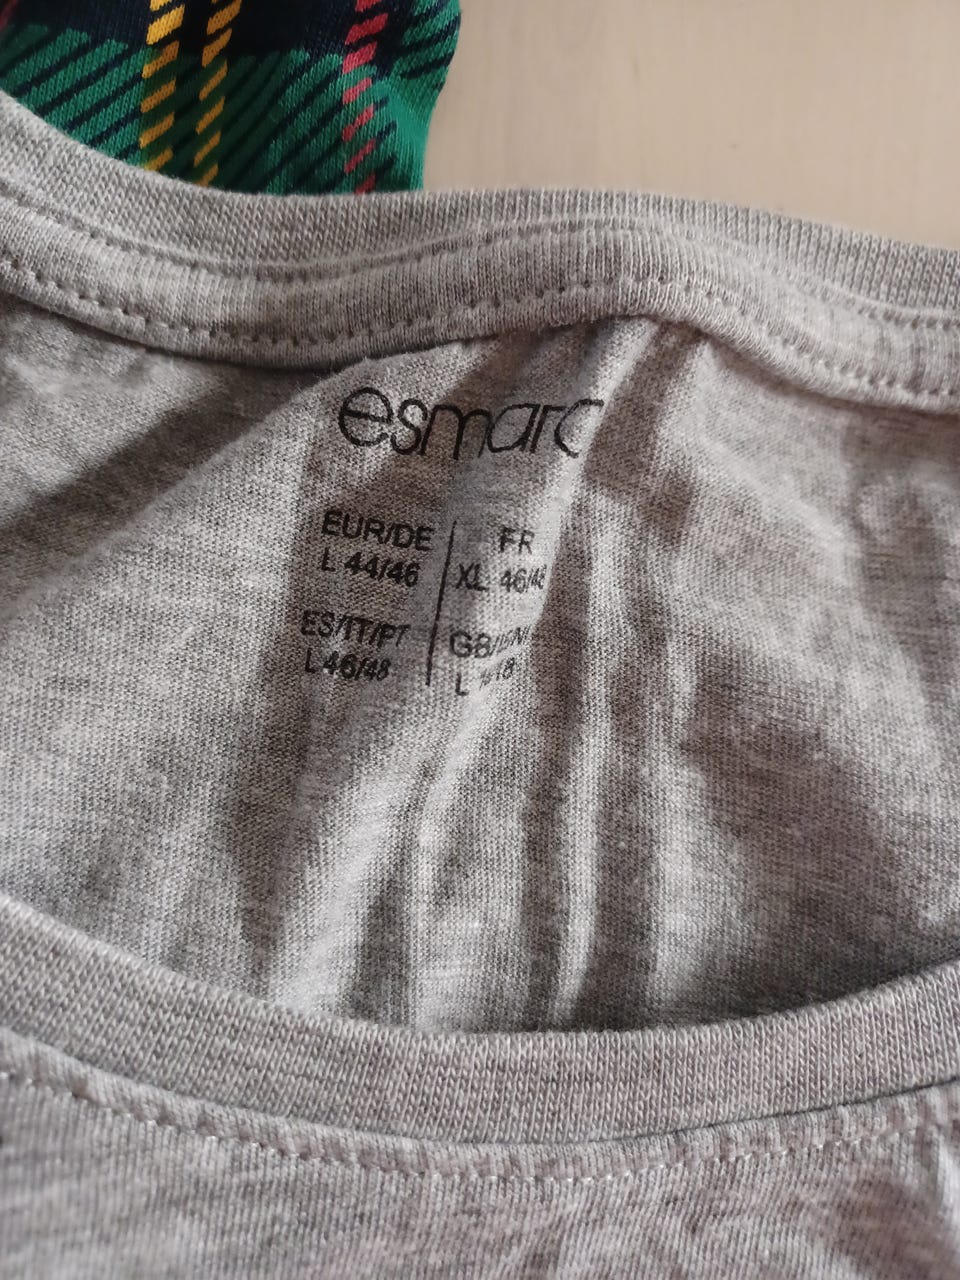 esmara
EUR/DE
L 44/46
FR
XL 46/48
ES/IT/PT
L 46/48
L